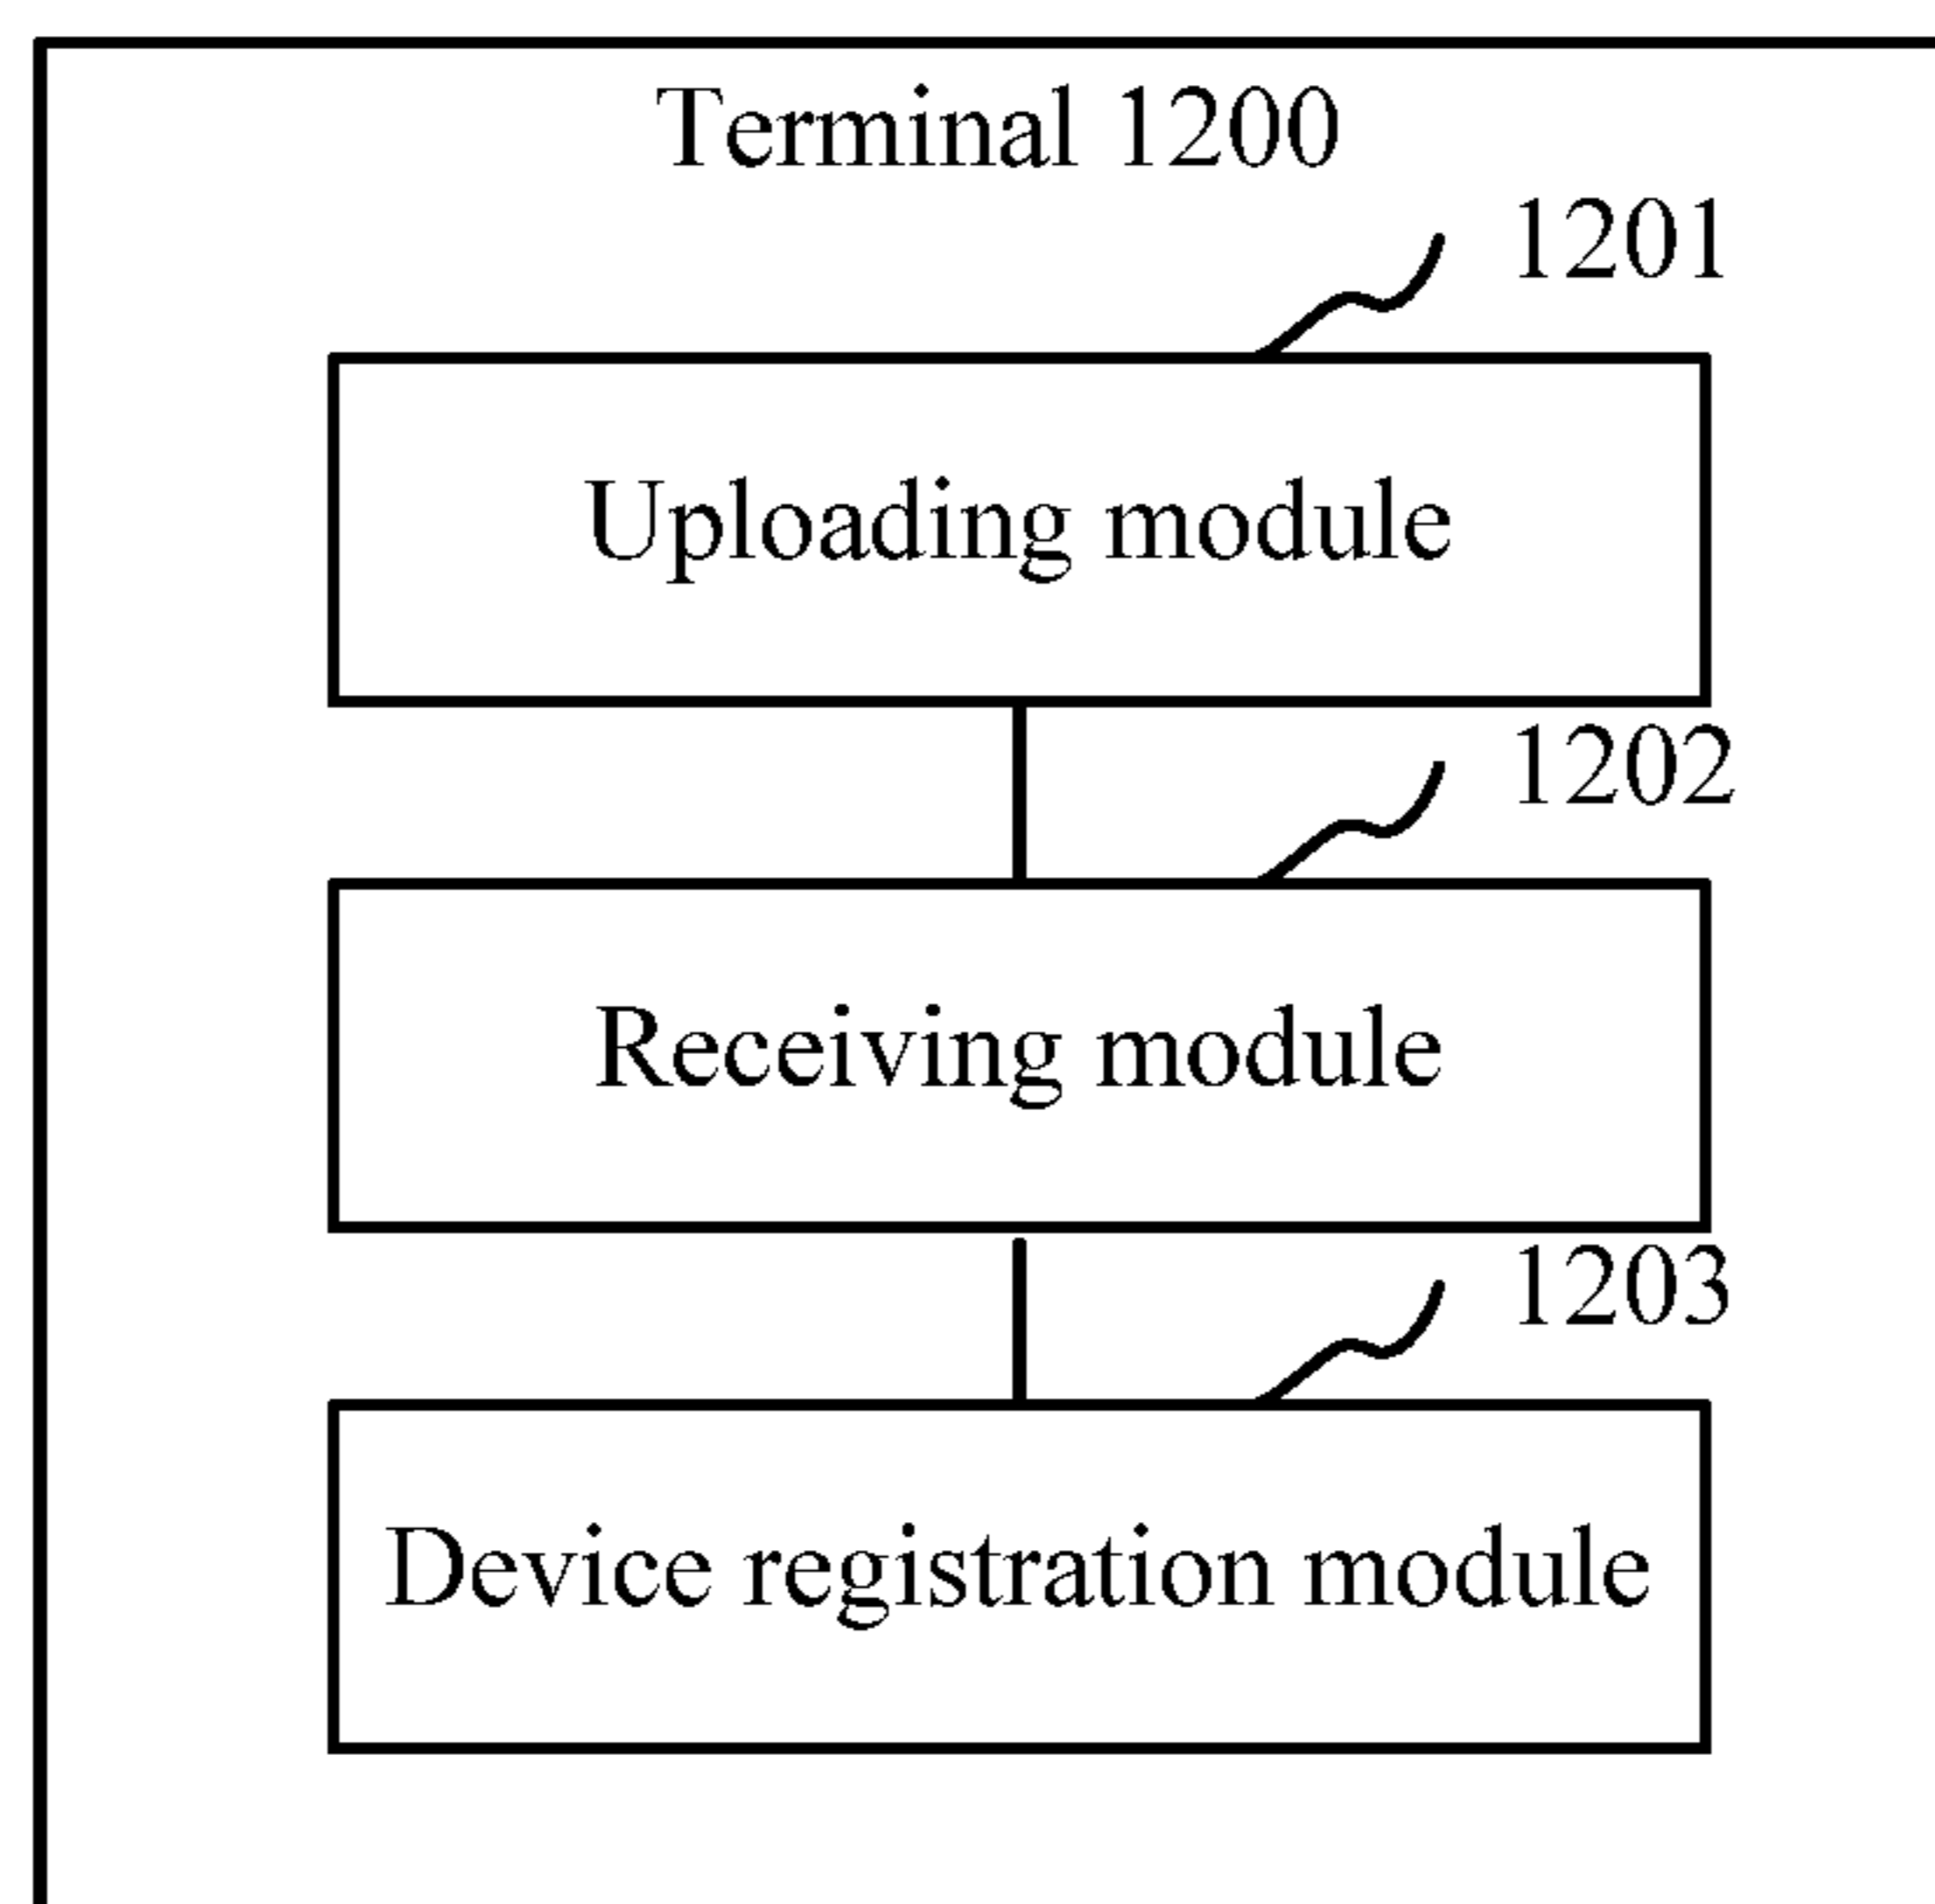 Terminal 1200
1201
Uploading module
1202
Receiving module
1203
Device registration module